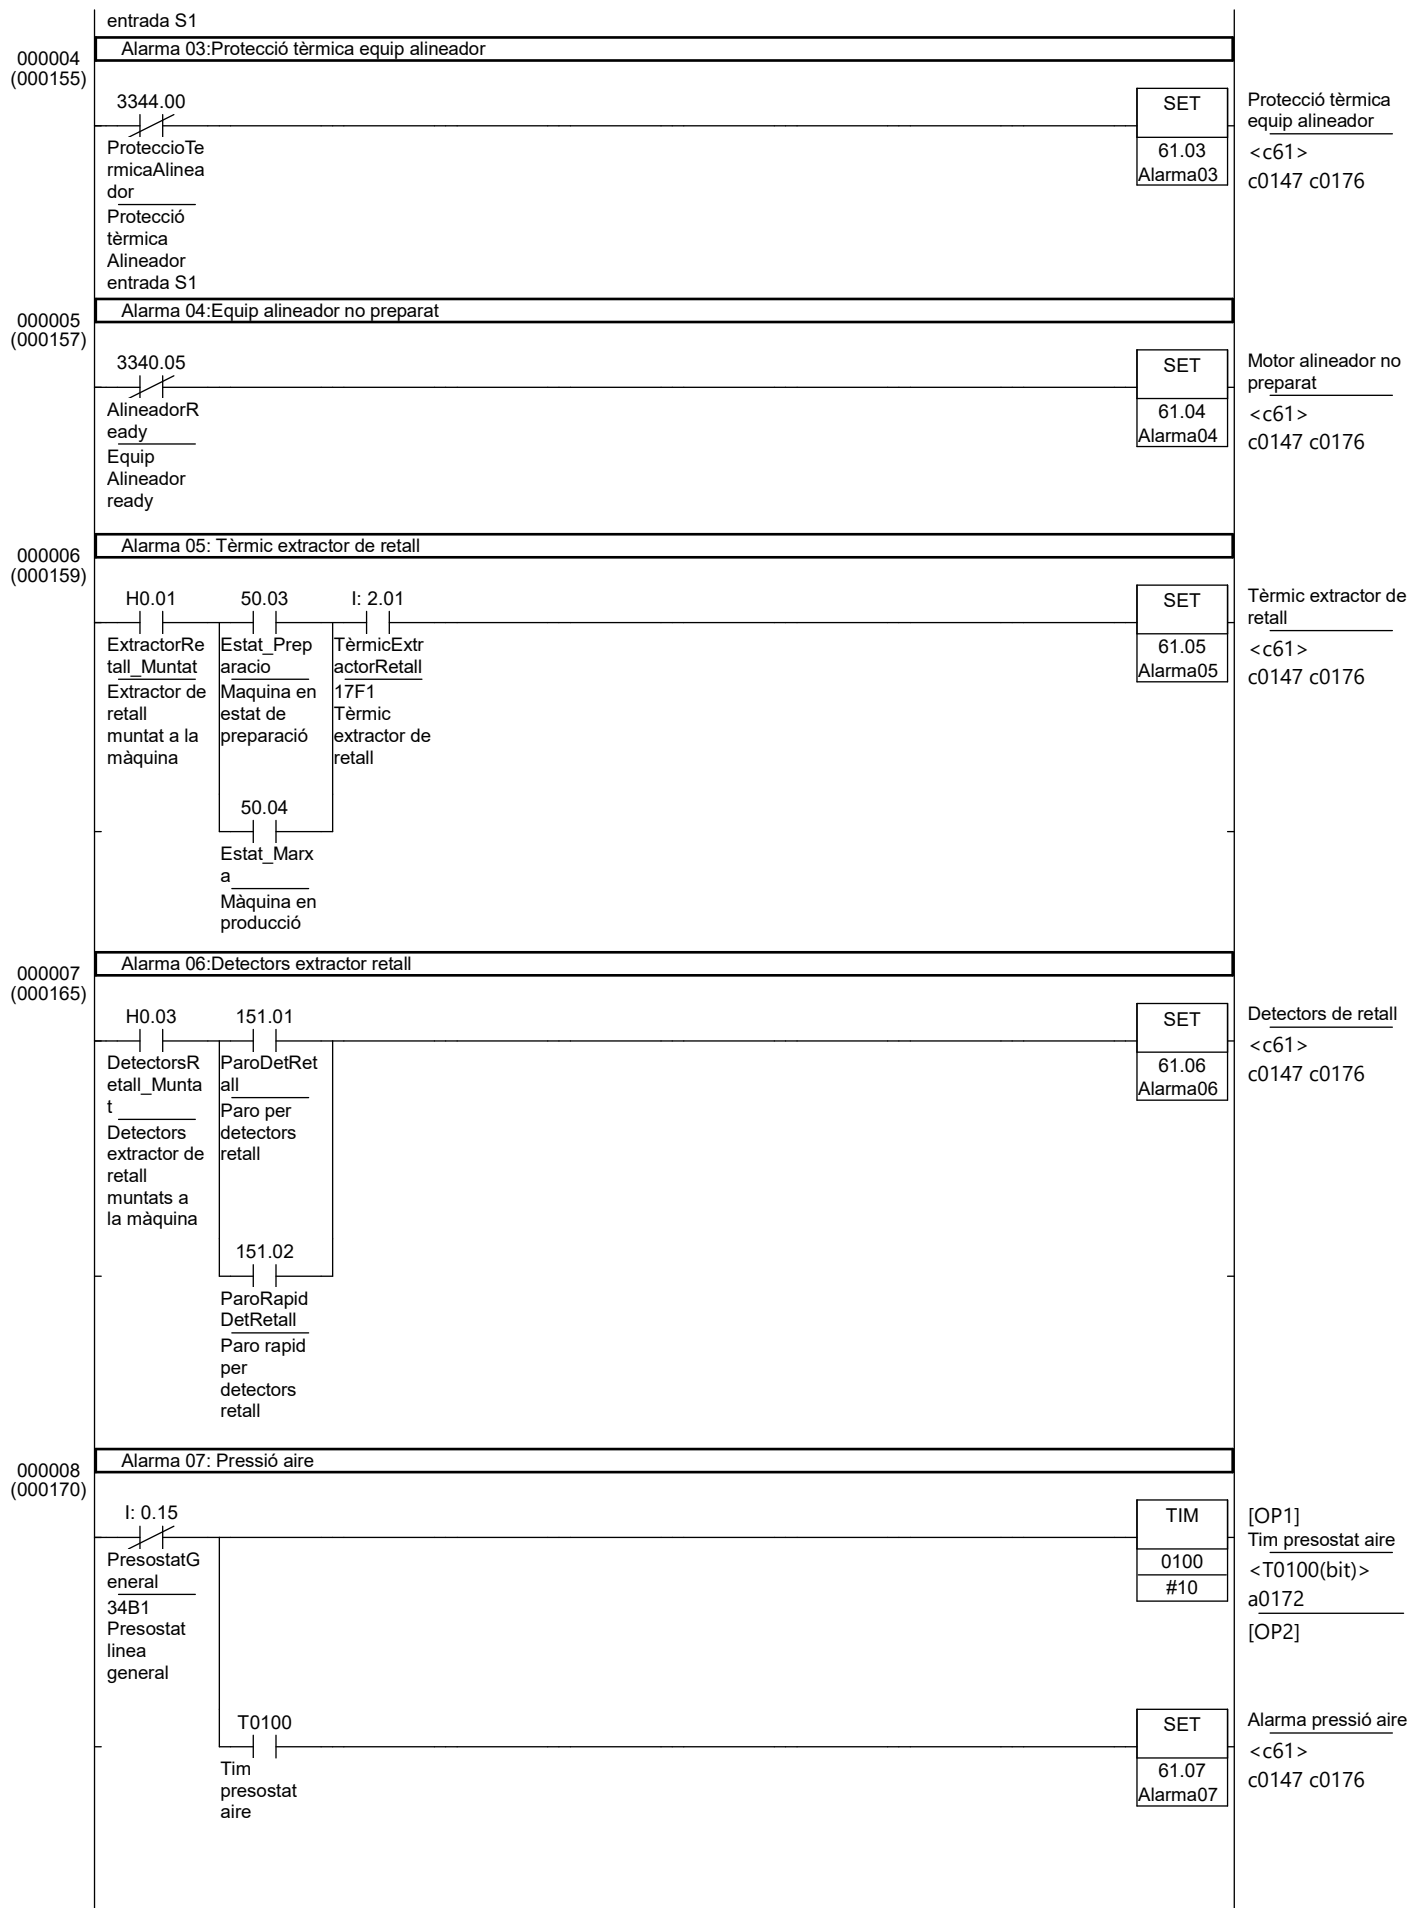 entrada S1
000004
(000155)
Alarma 03:Protecció tèrmica equip alineador
3344.00
ProteccioTe
rmicaAlinea
dor
Protecció
tèrmica
Alineador
entrada S1
SET
61.03
Alarma03
Protecció tèrmica
equip alineador
<c61>
c0147 c0176
000005
(000157)
Alarma 04:Equip alineador no preparat
3340.05
AlineadorR
eady
Equip
Alineador
ready
SET
61.04
Alarma04
Motor alineador no
preparat
<c61>
c0147 c0176
000006
(000159)
Alarma 05: Tèrmic extractor de retall
H0.01
ExtractorRe
tall_Muntat
Extractor de
retall
muntat a la
màquina
50.03
Estat_Prep
aracio
Maquina en
estat de
preparació
I: 2.01
TèrmicExtr
actorRetall
17F1
Tèrmic
extractor de
retall
50.04
Estat_Marx
a
Màquina en
producció
SET
61.05
Alarma05
Tèrmic extractor de
retall
<c61>
c0147 c0176
000007
(000165)
Alarma 06:Detectors extractor retall
H0.03
DetectorsR
etall_Munta
t
Detectors
extractor de
retall
muntats a
la màquina
151.01
ParoDetRet
all
Paro per
detectors
retall
151.02
ParoRapid
DetRetall
Paro rapid
per
detectors
retall
SET
61.06
Alarma06
Detectors de retall
<c61>
c0147 c0176
000008
(000170)
Alarma 07: Pressió aire
I: 0.15
PresostatG
eneral
34B1
Presostat
linea
general
TIM
0100
#10
[OP1]
Tim presostat aire
<T0100(bit)>
a0172
[OP2]
T0100
Tim
presostat
aire
SET
61.07
Alarma07
Alarma pressió aire
<c61>
c0147 c0176